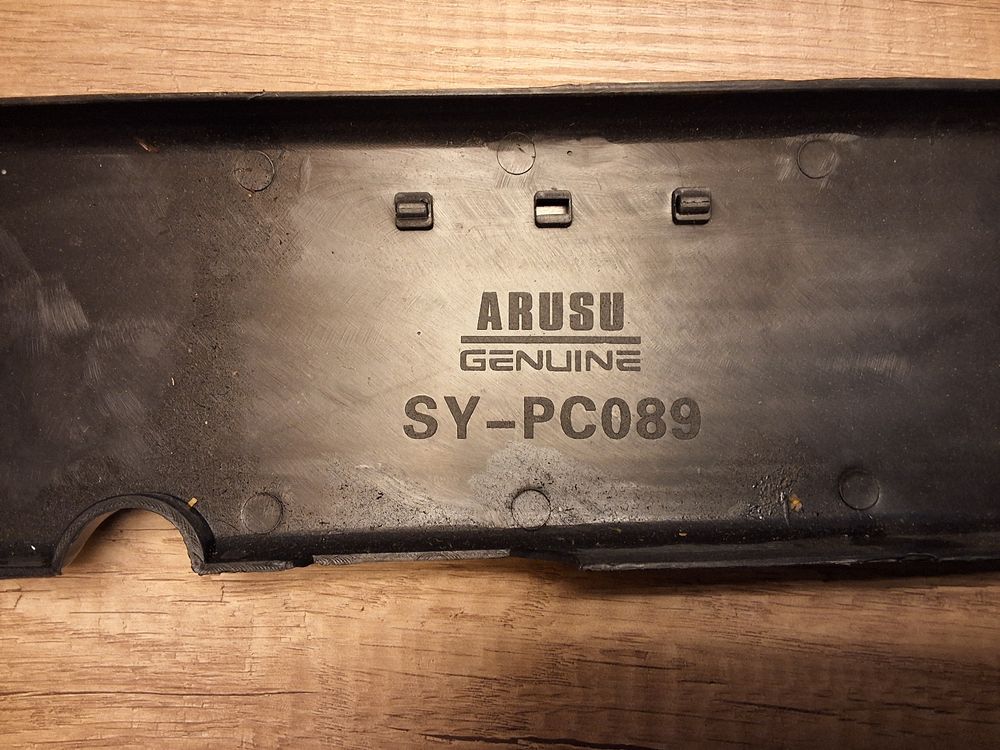 ARUSU
GENUINE
SY-PC089